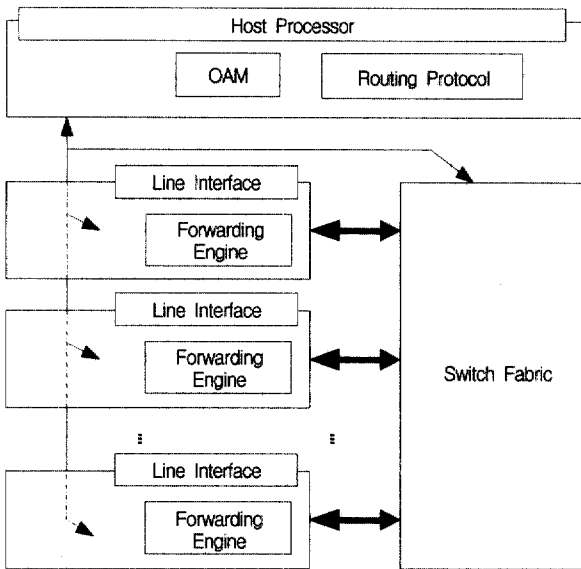 Host Processor
OAM
Routing Protocol
Line Interface
Forwarding
Engine
Line Interface
Forwarding
Engine
Switch Fabric
Line Interface
Forwarding
Engine